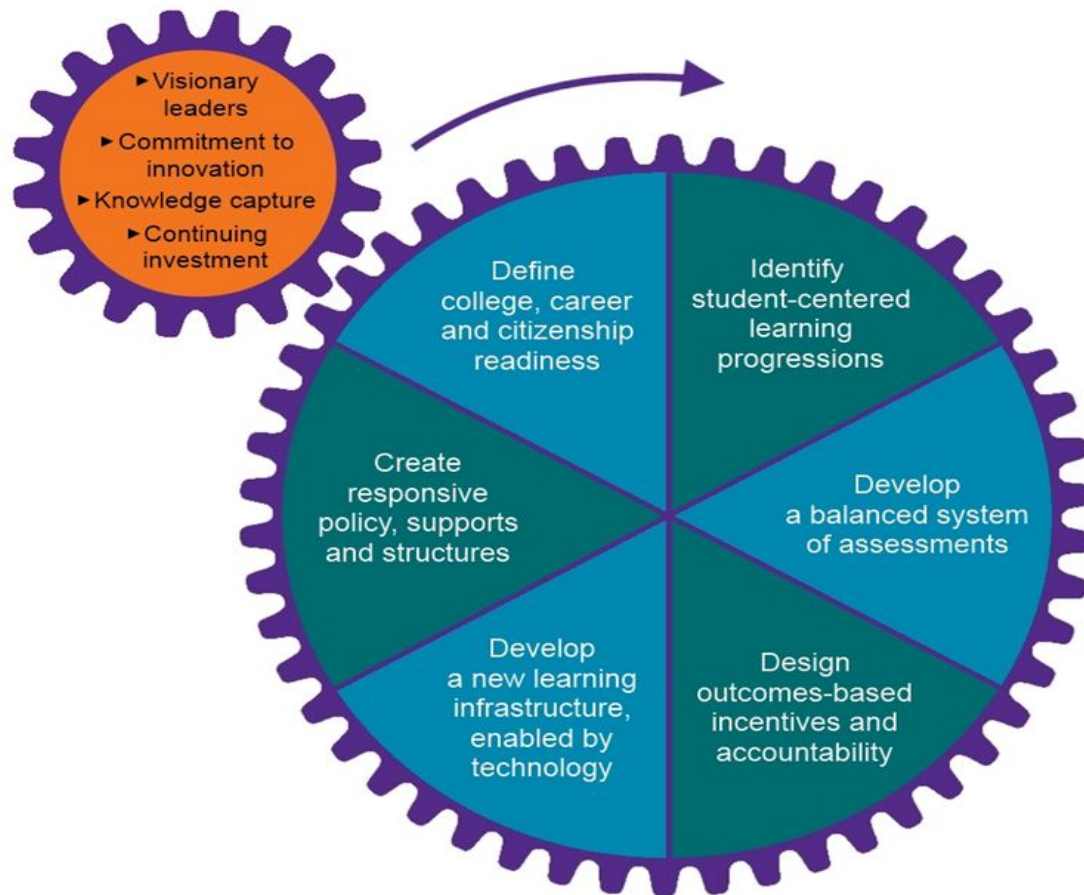 ► Visionary
leaders
► Commitment to
innovation
► Knowledge capture
► Continuing
investment
Define
college, career
and citizenship
readiness
Identify
student-centered
learning
progressions
Develop
a balanced system
of assessments
Design
outcomes-based
incentives and
accountability
Develop
a new learning
infrastructure,
enabled by
technology
Create
responsive
policy, supports
and structures